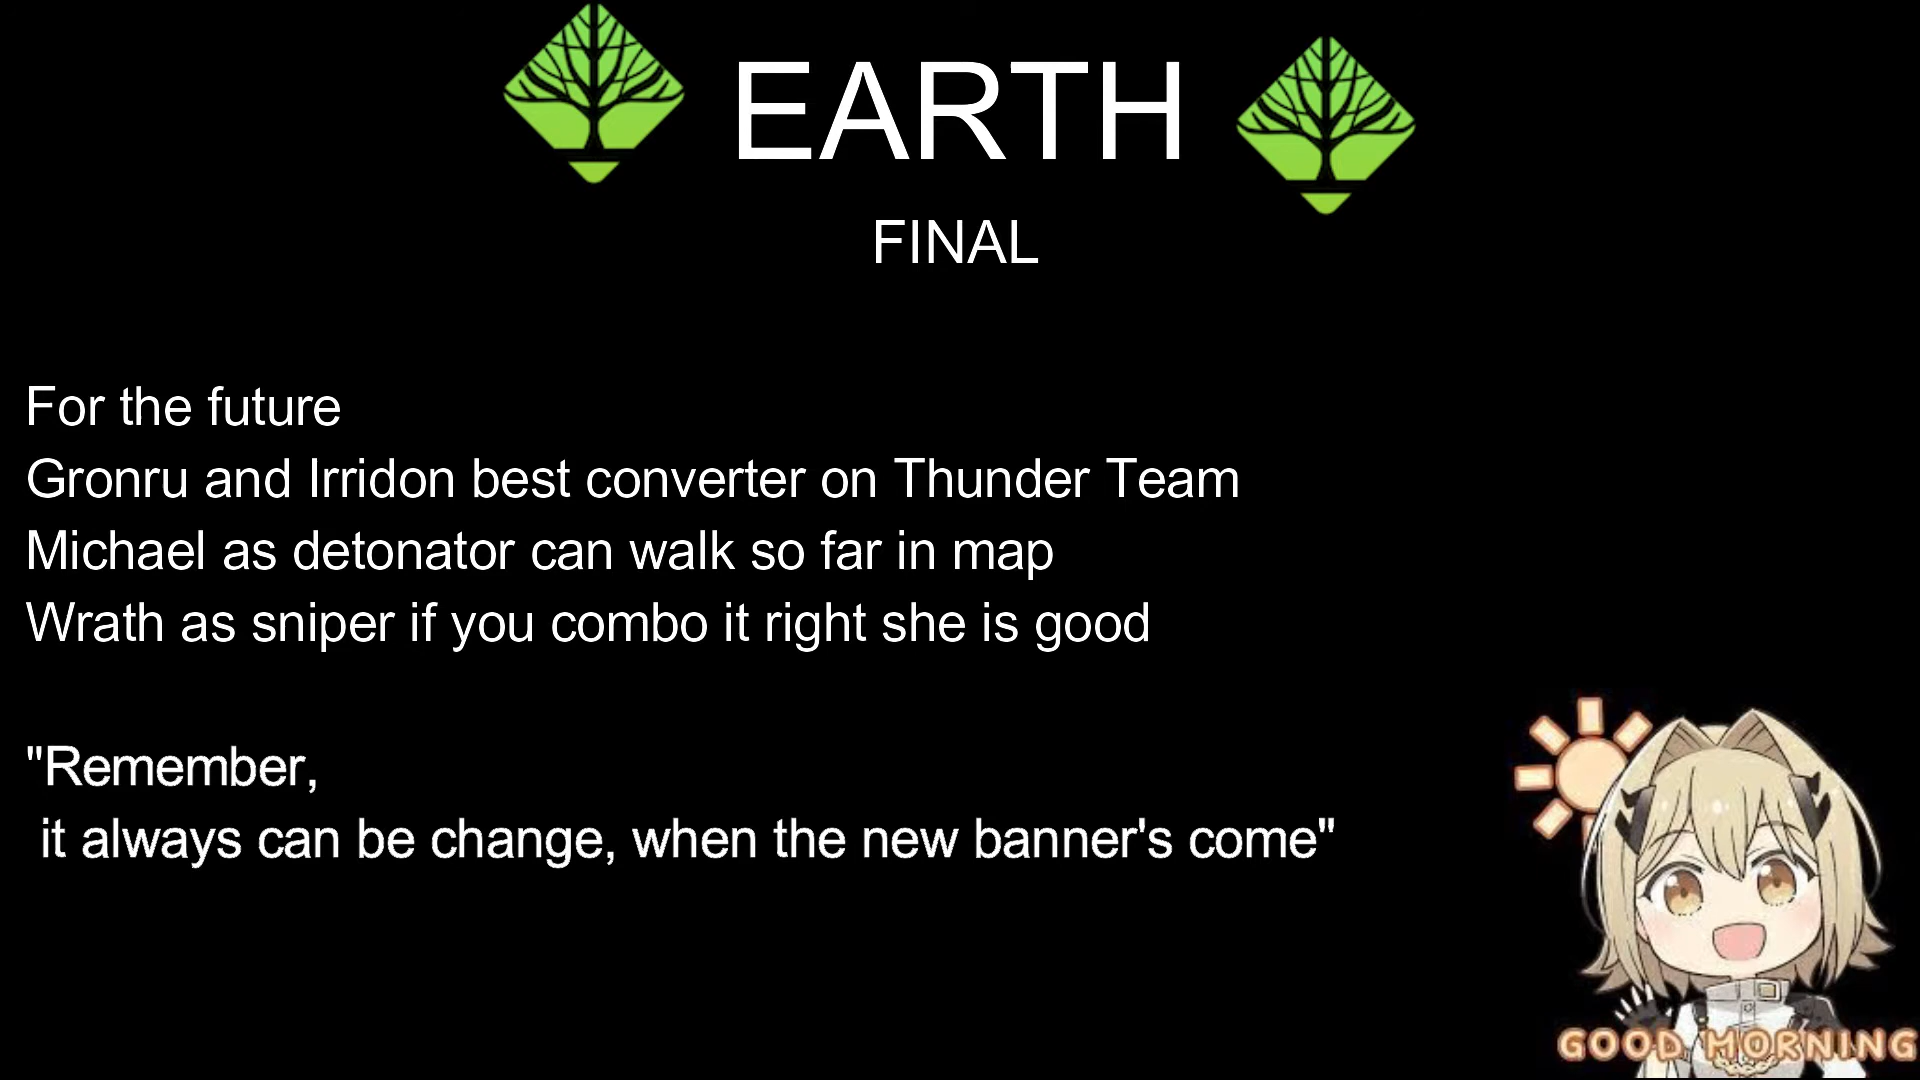 EARTH
FINAL
For the future
Gronru and Irridon best converter on Thunder Team
Michael as detonator can walk so far in map
Wrath as sniper if you combo it right she is good
"Remember,
it always can be change, when the new banner's come"
GOOD MORNING